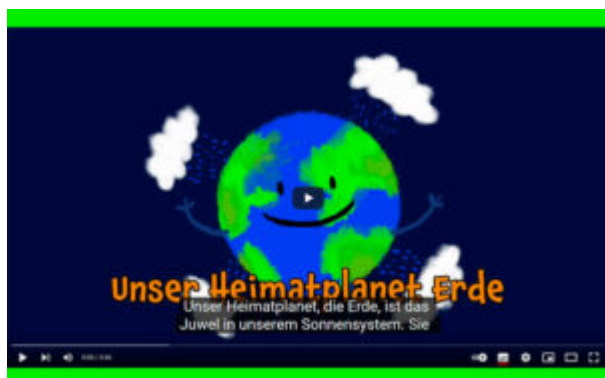 Unser Heimatplanet Erde
Unser Heimatplanet, die Erde, ist das
Juwel in unserem Sonnensystem. Sie